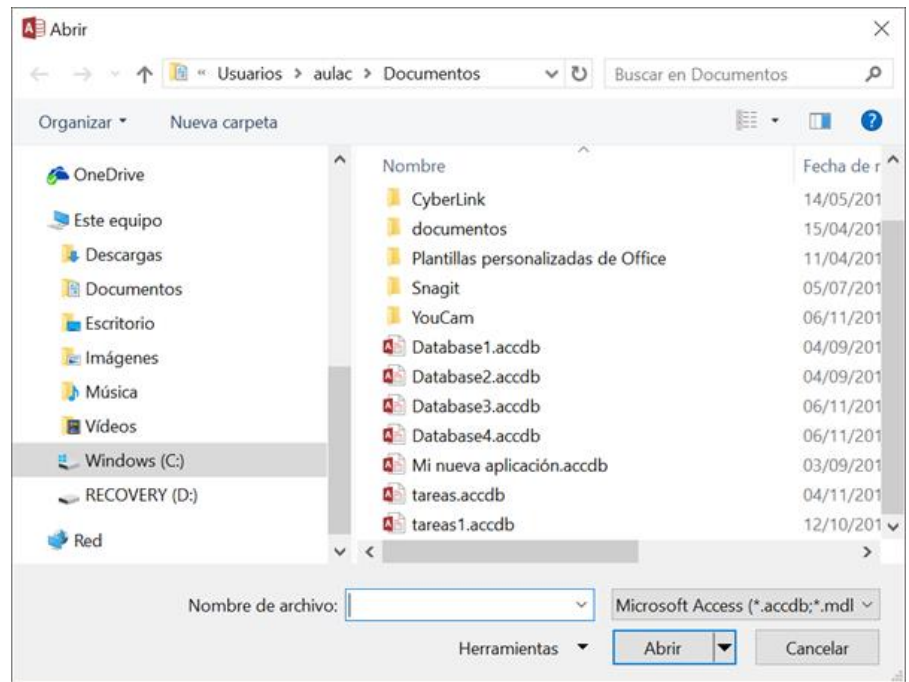 Abrir
« Usuarios > aulac > Documentos
Buscar en Documentos
Organizar
Nueva carpeta
OneDrive
Este equipo
Descargas
Documentos
Escritorio
Imágenes
Música
Vídeos
Windows (C:)
RECOVERY (D:)
Red
Nombre Fecha de r
CyberLink 14/05/201
documentos 15/04/201
Plantillas personalizadas de Office 11/04/201
Snagit 05/07/201
YouCam 06/11/201
Database1.accdb 04/09/201
Database2.accdb 04/09/201
Database3.accdb 06/11/201
Database4.accdb 06/11/201
Mi nueva aplicación.accdb 03/09/201
tareas.accdb 04/11/201
tareas1.accdb 12/10/201
Nombre de archivo:
Microsoft Access (*.accdb;*.mdl
Herramientas
Abrir
Cancelar